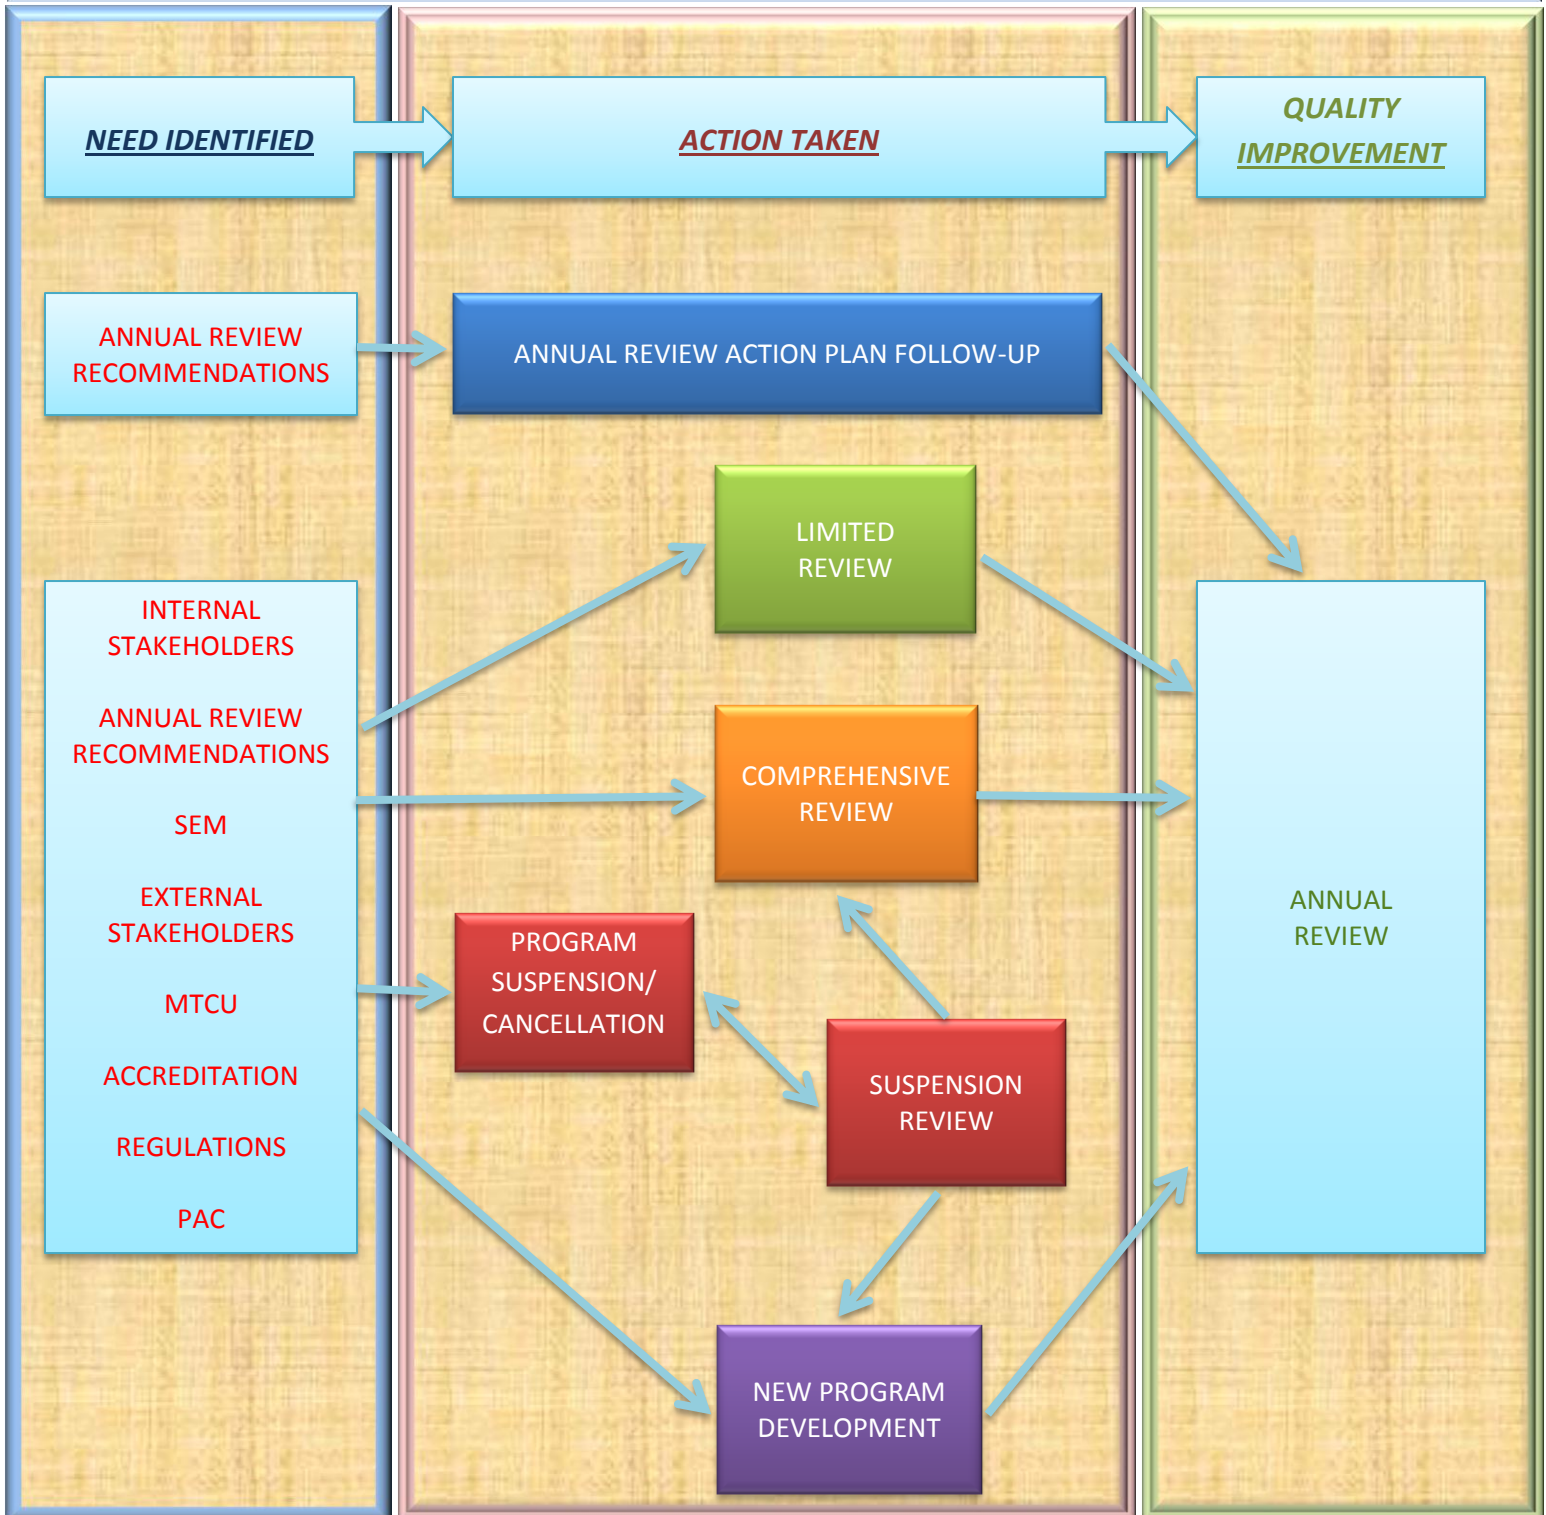 NEED IDENTIFIED
ACTION TAKEN
QUALITY
IMPROVEMENT
ANNUAL REVIEW
RECOMMENDATIONS
ANNUAL REVIEW ACTION PLAN FOLLOW-UP
INTERNAL
STAKEHOLDERS
ANNUAL REVIEW
RECOMMENDATIONS
SEM
EXTERNAL
STAKEHOLDERS
MTCU
ACCREDITATION
REGULATIONS
PAC
LIMITED
REVIEW
COMPREHENSIVE
REVIEW
PROGRAM
SUSPENSION/
CANCELLATION
SUSPENSION
REVIEW
NEW PROGRAM
DEVELOPMENT
ANNUAL
REVIEW